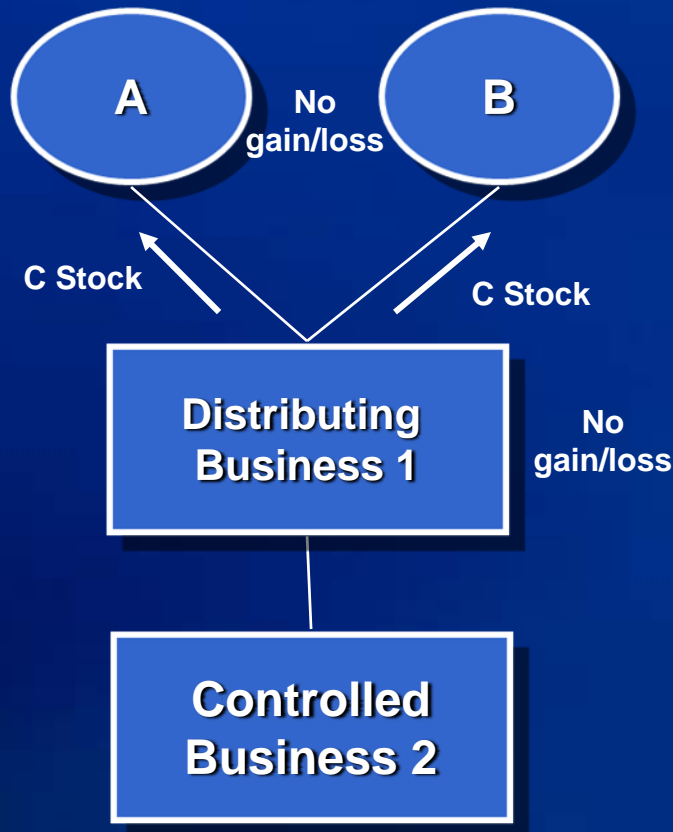 A
B
No
gain/loss
C Stock
C Stock
Distributing
Business 1
No
gain/loss
Controlled
Business 2